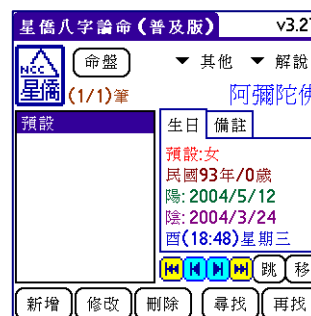 星僑八字論命(普及版) v3.2
NCC 星僑
命盤 ▼ 其他 ▼ 解說
(1/1)筆 阿彌陀佛
預設
生日 備註
預設:女
民國93年/0歲
陽: 2004/5/12
陰: 2004/3/24
酉(18:48)星期三
跳 移
新增 修改 刪除 尋找 再找